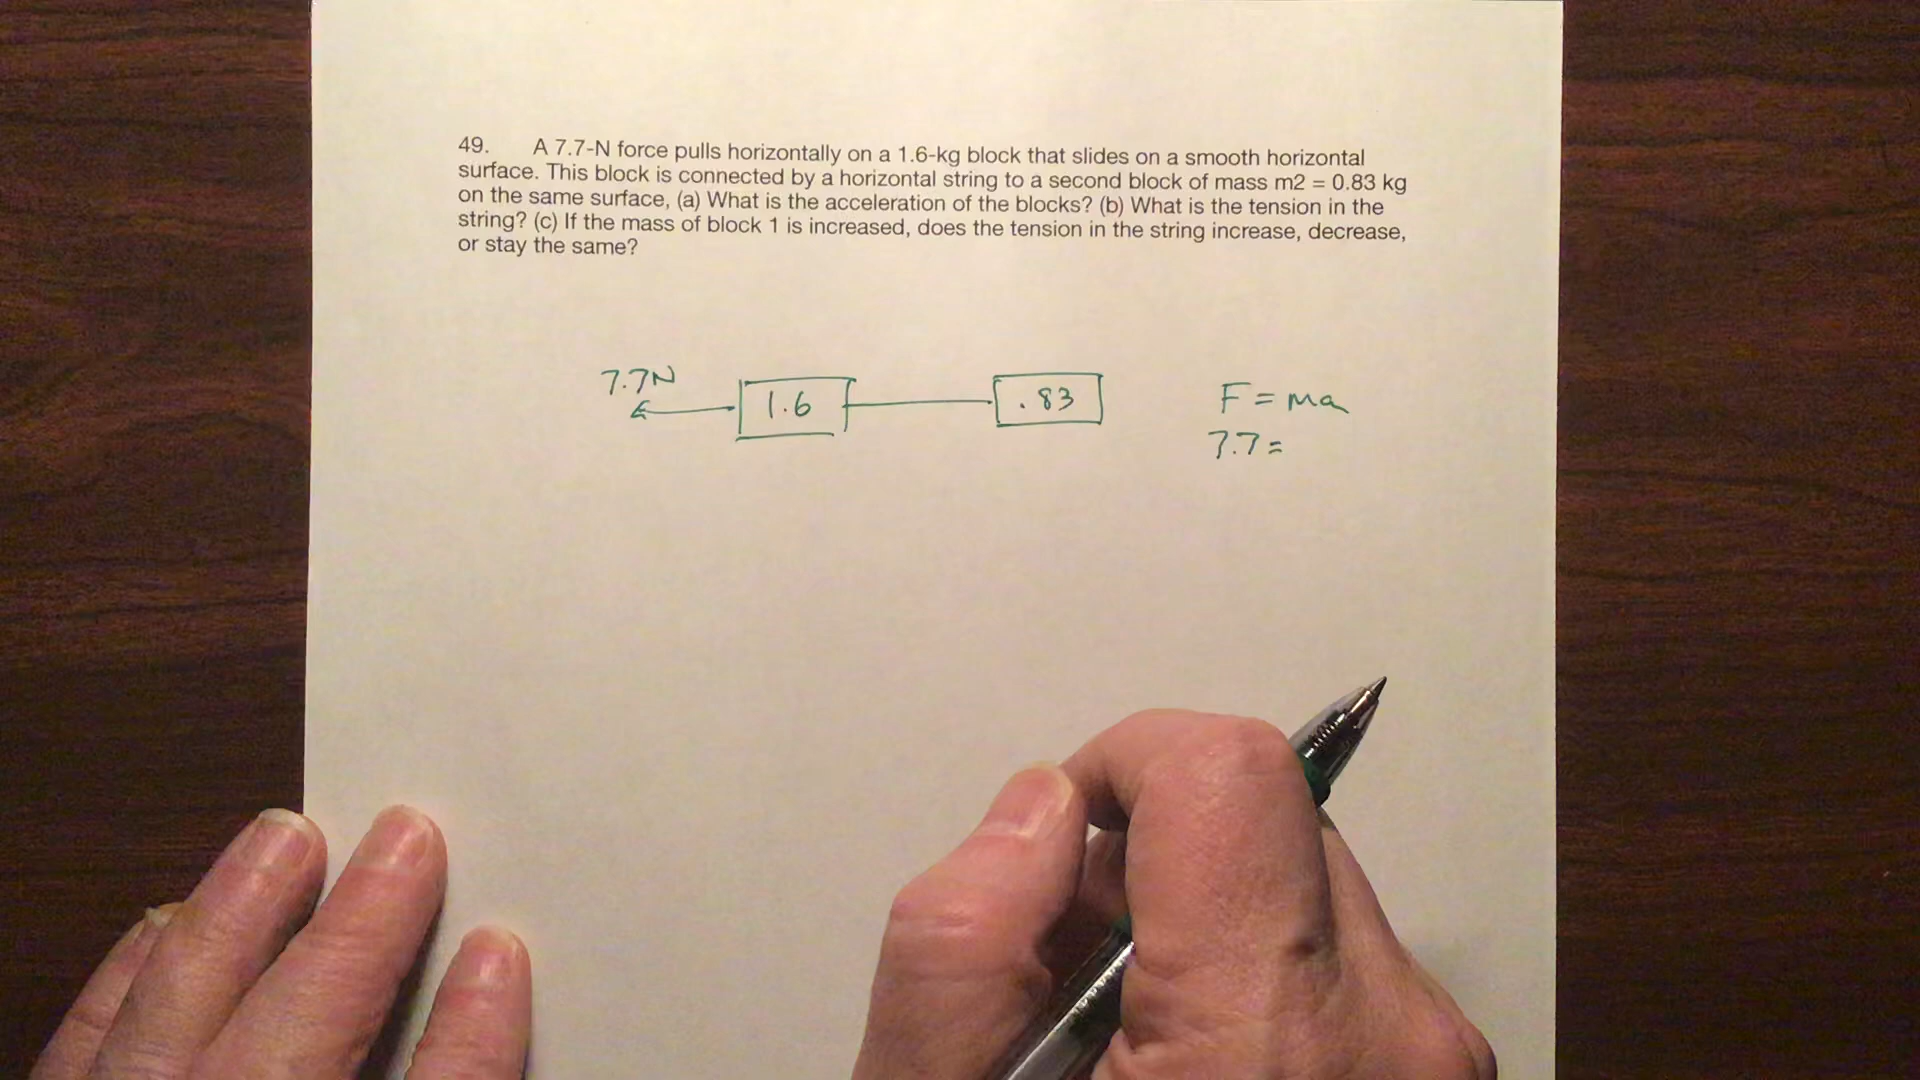 49. A 7.7-N force pulls horizontally on a 1.6-kg block that slides on a smooth horizontal
surface. This block is connected by a horizontal string to a second block of mass m2 = 0.83 kg
on the same surface, (a) What is the acceleration of the blocks? (b) What is the tension in the
string? (c) If the mass of block 1 is increased, does the tension in the string increase, decrease,
or stay the same?
7.7N
1.6
.83
F = ma
7.7=